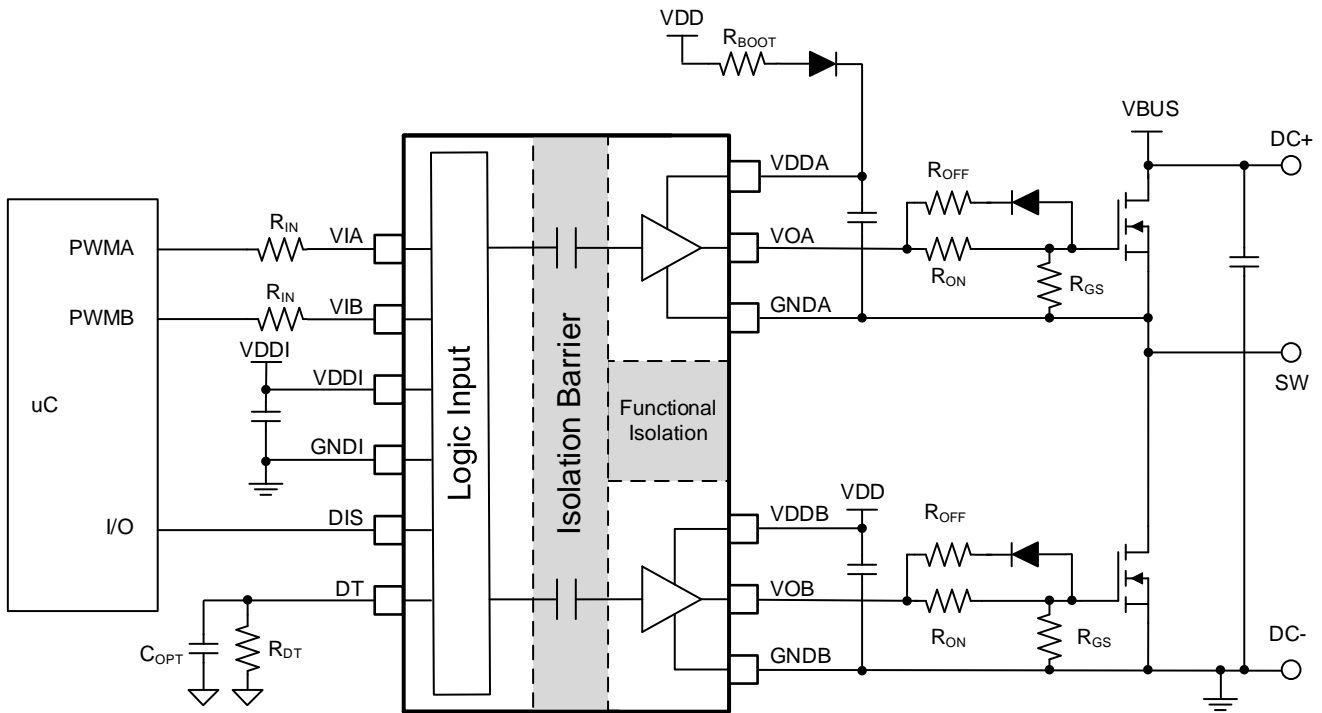 VDD
RBOOT
VBUS
DC+
VDDA
ROFF
PWMA
RIN
VIA
VOA
RON
RGS
PWMB
RIN
VIB
GNDA
VDDI
VDDI
SW
uC
Logic Input
Isolation Barrier
Functional
Isolation
GNDI
VDD
I/O
DIS
VDDB
ROFF
DT
VOB
COPT
RDT
RON
RGS
GNDB
DC-